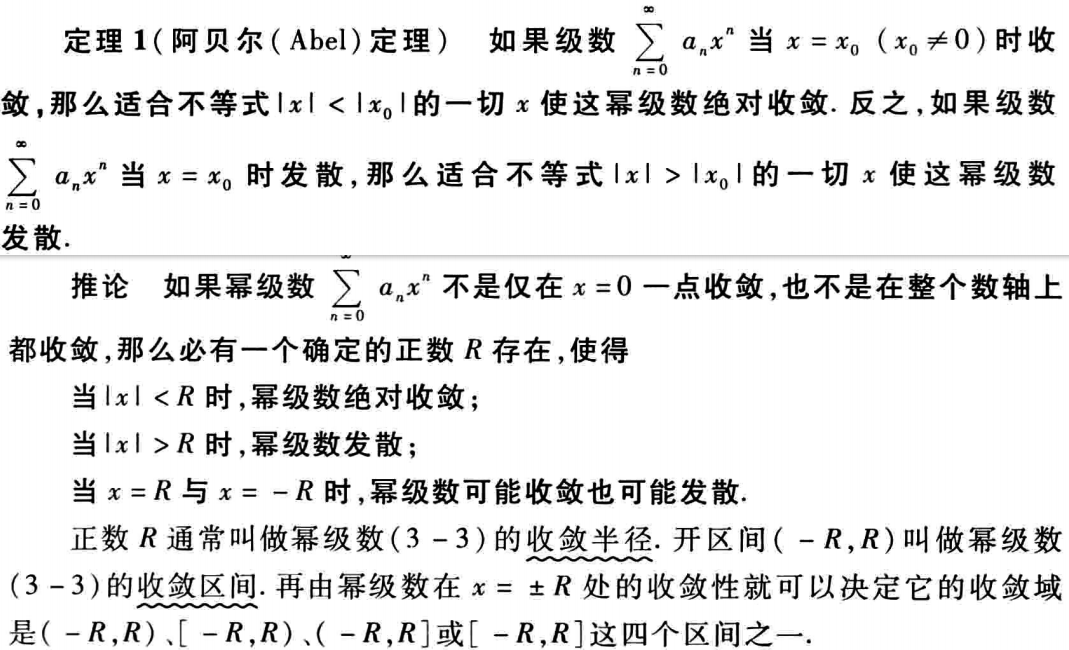 定理 1(阿贝尔(Abel)定理) 如果级数 $\sum_{n=0}^{\infty} a_n x^n$ 当 $x = x_0$ ($x_0 \neq 0$)时收
敛,那么适合不等式$|x| < |x_0|$的一切 $x$ 使这幂级数绝对收敛. 反之,如果级数
$\sum_{n=0}^{\infty} a_n x^n$ 当 $x = x_0$ 时发散,那么适合不等式$|x| > |x_0|$的一切 $x$ 使这幂级数
发散.
推论 如果幂级数 $\sum_{n=0}^{\infty} a_n x^n$ 不是仅在 $x = 0$ 一点收敛,也不是在整个数轴上
都收敛,那么必有一个确定的正数 $R$ 存在,使得
当$|x| < R$ 时,幂级数绝对收敛;
当$|x| > R$ 时,幂级数发散;
当 $x = R$ 与 $x = -R$ 时,幂级数可能收敛也可能发散.
正数 $R$ 通常叫做幂级数(3-3)的收敛半径. 开区间$(-R,R)$叫做幂级数
(3-3)的收敛区间. 再由幂级数在 $x = \pm R$ 处的收敛性就可以决定它的收敛域
是$(-R,R)$、$[-R,R)$、$(-R,R]$或$[-R,R]$这四个区间之一.